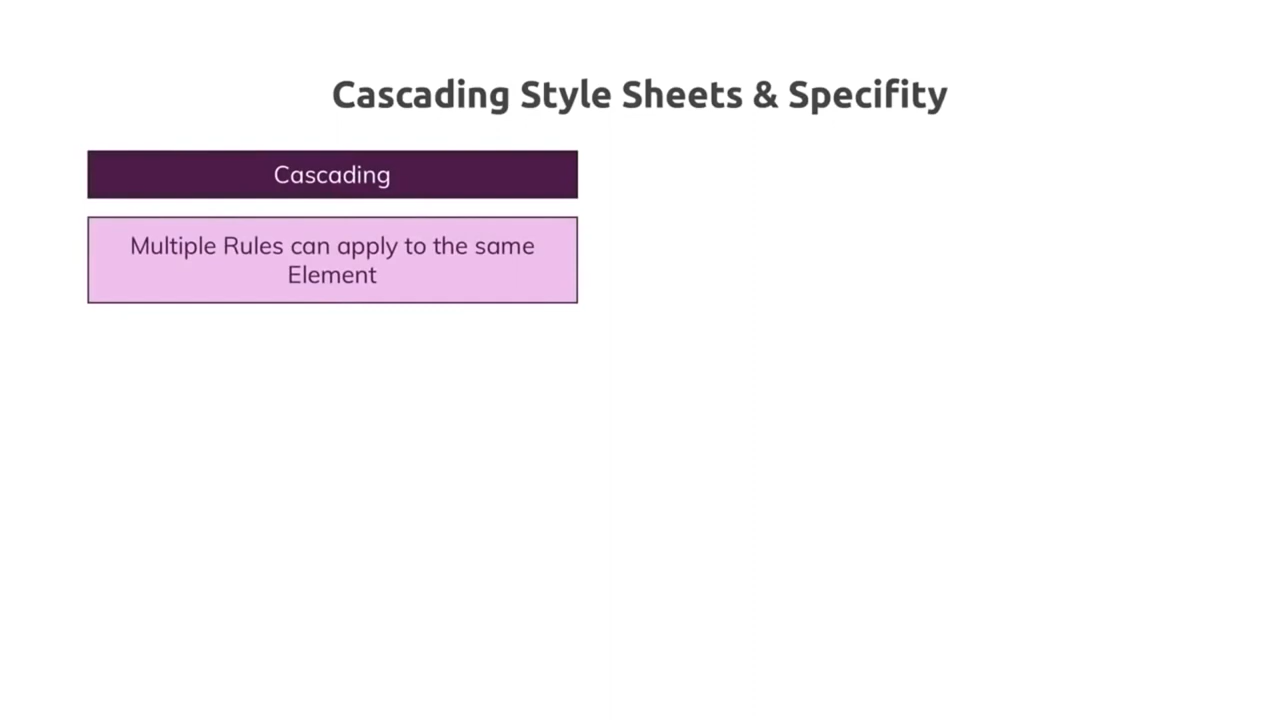 Cascading Style Sheets & Specifity
Cascading
Multiple Rules can apply to the same
Element